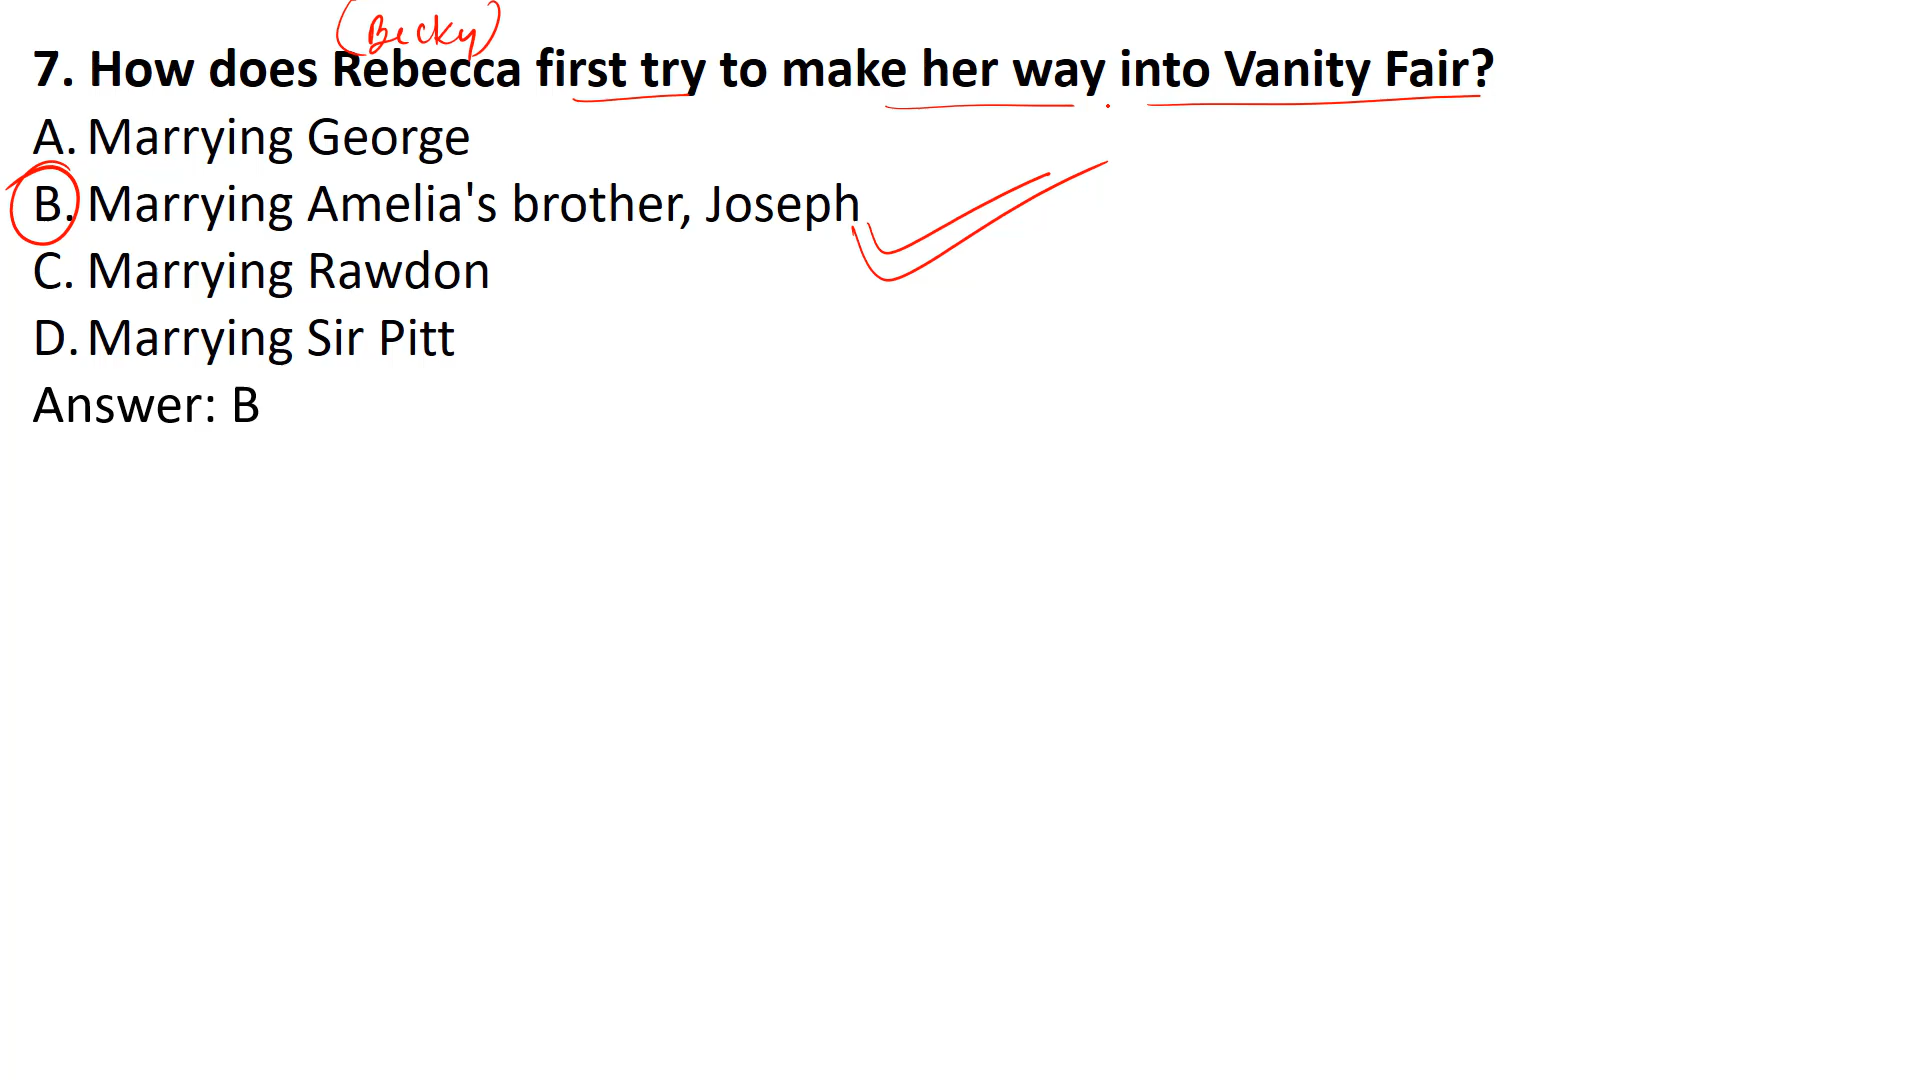 (Becky)
7. How does Rebecca first try to make her way into Vanity Fair?
A. Marrying George
B. Marrying Amelia's brother, Joseph
C. Marrying Rawdon
D. Marrying Sir Pitt
Answer: B